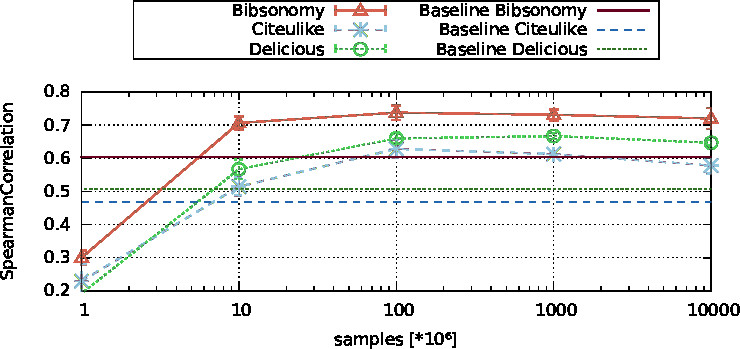 Bibsonomy Baseline Bibsonomy
Citeulike Baseline Citeulike
Delicious Baseline Delicious
0.8
0.7
0.6
0.5
0.4
0.3
0.2
SpearmanCorrelation
1 10 100 1000 10000
samples [*10⁶]